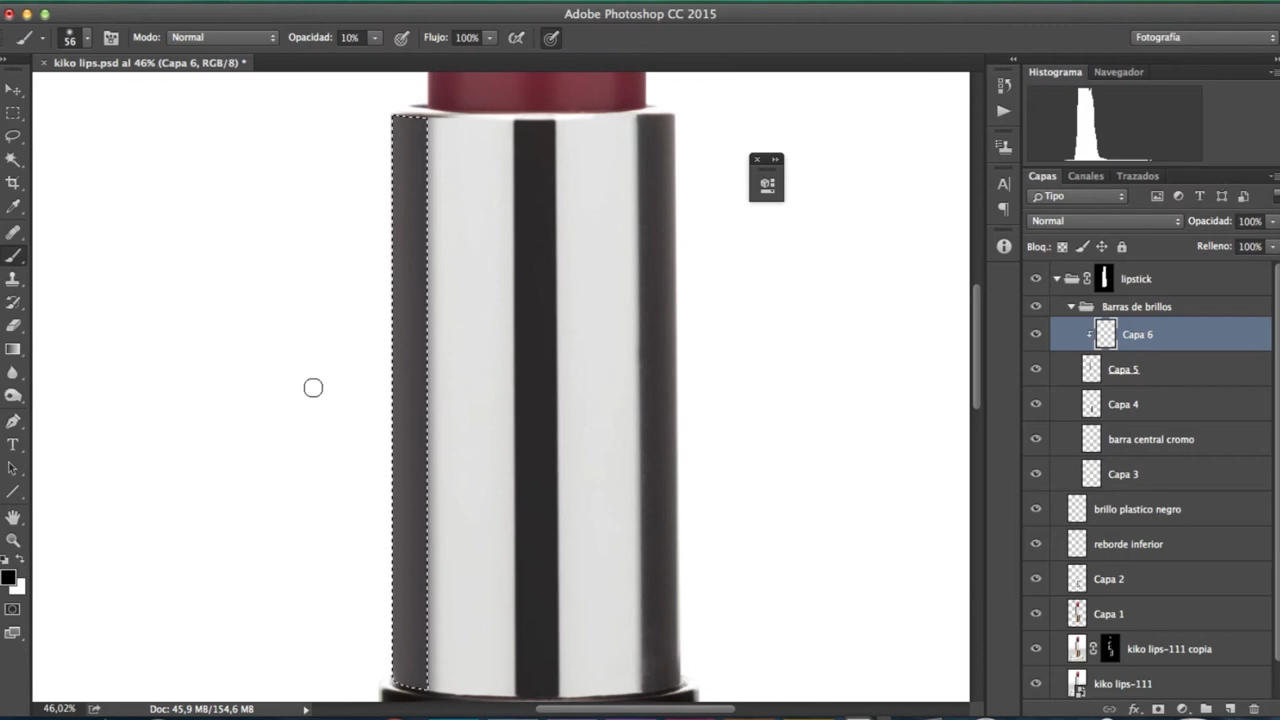 Adobe Photoshop CC 2015
56 Modo: Normal Opacidad: 10% Flujo: 100% Fotografía
× kiko lips.psd al 46% (Capa 6, RGB/8) *
Histograma Navegador
Capas Canales Trazados
Tipo
Normal Opacidad: 100%
Bloq.: Relleno: 100%
lipstick
Barras de brillos
Capa 6
Capa 5
Capa 4
barra central cromo
Capa 3
brillo plastico negro
reborde inferior
Capa 2
Capa 1
kiko lips-111 copia
kiko lips-111
46,02% Doc: 45,9 MB/154,6 MB